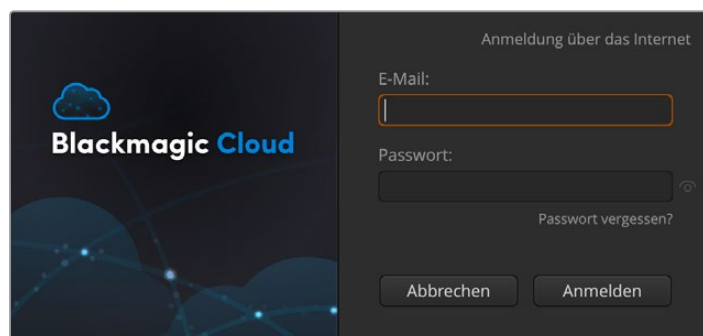 Blackmagic Cloud
Anmeldung über das Internet
E-Mail:
Passwort:
Passwort vergessen?
Abbrechen
Anmelden